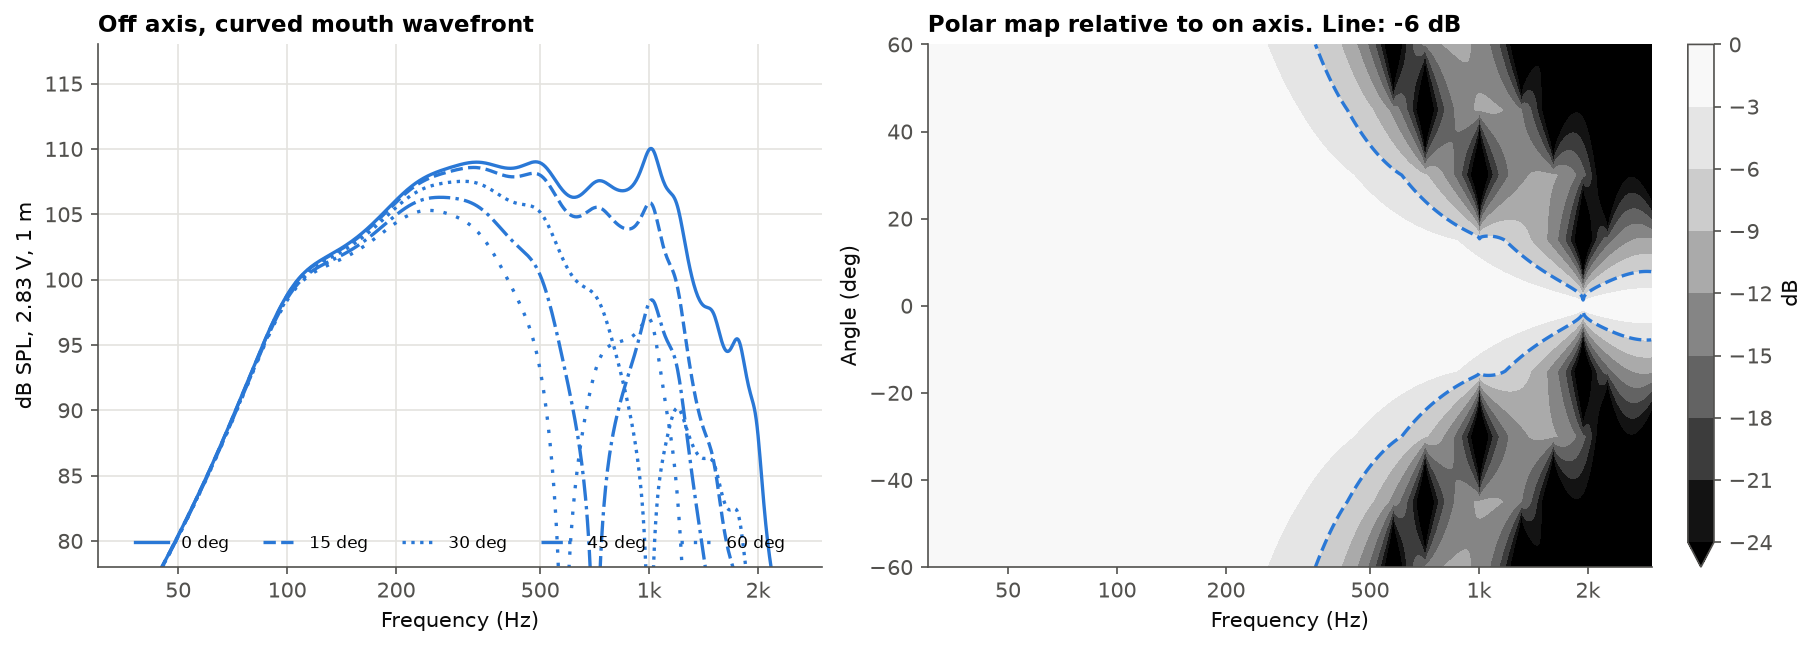 Off axis, curved mouth wavefront
115
110
105
100
95
90
85
80
dB SPL, 2.83 V, 1 m
0 deg
15 deg
30 deg
45 deg
60 deg
50
100
200
500
1k
2k
Frequency (Hz)
Polar map relative to on axis. Line: -6 dB
60
40
20
0
−20
−40
−60
Angle (deg)
50
100
200
500
1k
2k
Frequency (Hz)
0
−3
−6
−9
−12
−15
−18
−21
−24
dB